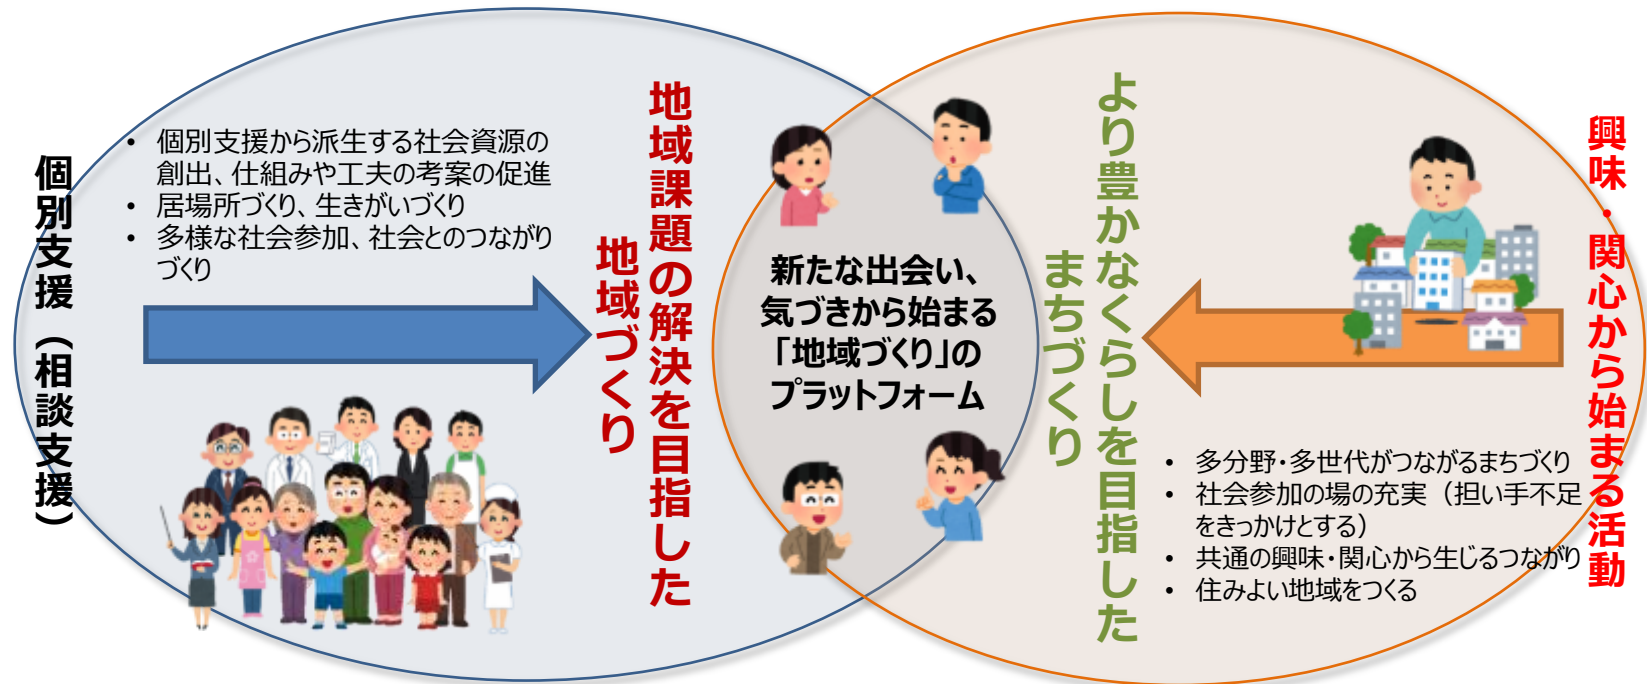 個別支援（相談支援）
• 個別支援から派生する社会資源の
創出、仕組みや工夫の考案の促進
• 居場所づくり、生きがいづくり
• 多様な社会参加、社会とのつながり
づくり
地域課題の解決を目指した
地域づくり
新たな出会い、
気づきから始まる
「地域づくり」の
プラットフォーム
より豊かなくらしを目指した
まちづくり
• 多分野・多世代がつながるまちづくり
• 社会参加の場の充実（担い手不足
をきっかけとする）
• 共通の興味・関心から生じるつながり
• 住みよい地域をつくる
興味・関心から始まる活動